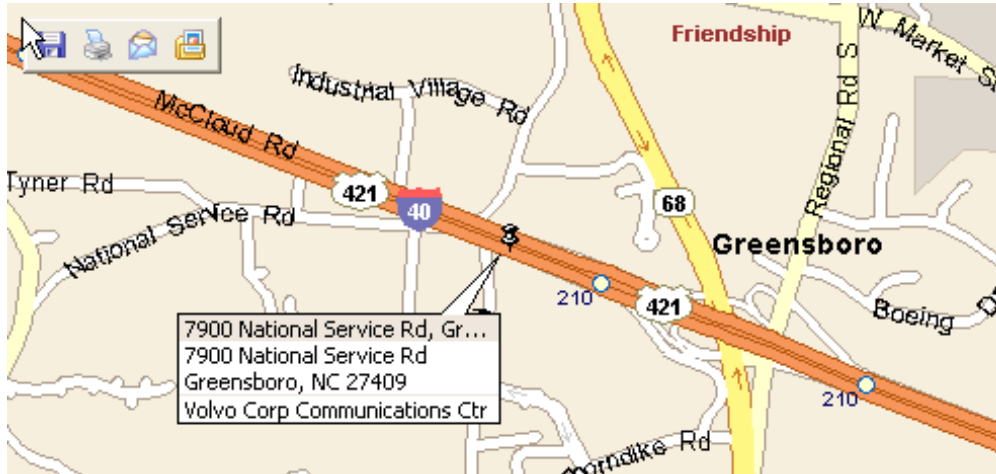 Friendship
W. Market St
Industrial Village Rd
Regional Rd S
McCloud Rd
Tyner Rd
421
40
68
National Service Rd
Greensboro
210
421
Boeing
7900 National Service Rd, Gr...
7900 National Service Rd
Greensboro, NC 27409
Volvo Corp Communications Ctr
210
Rd